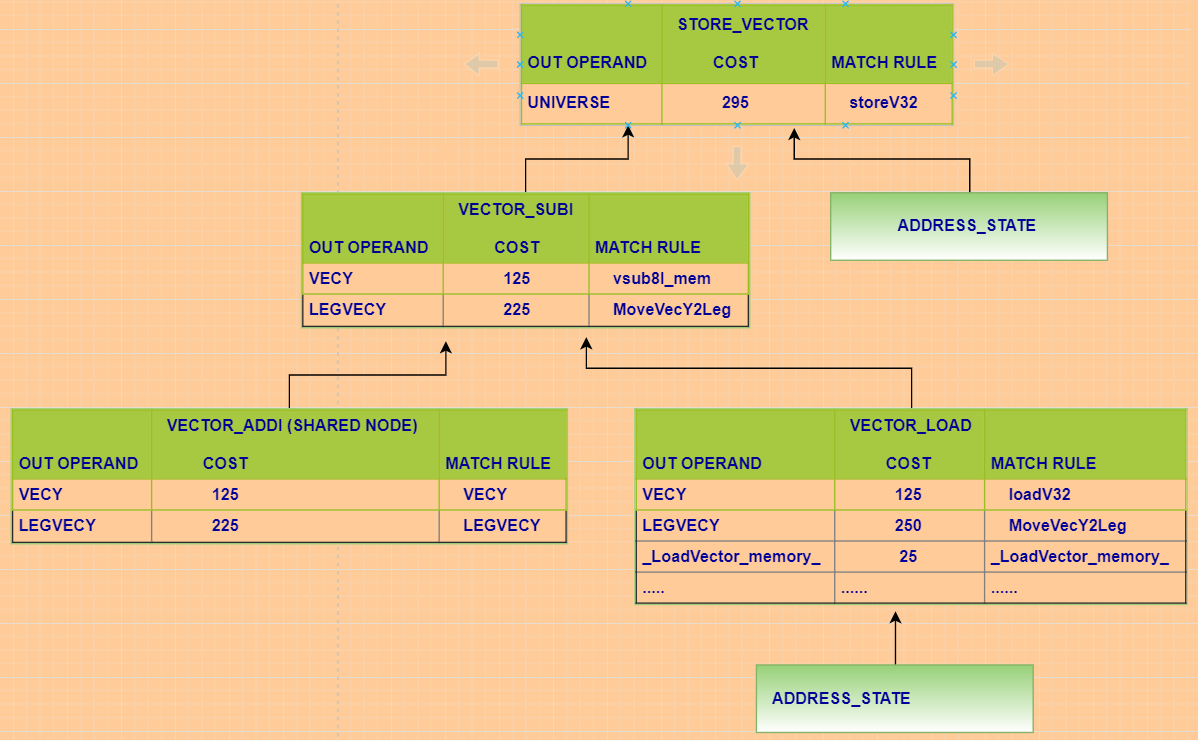 STORE_VECTOR
OUT OPERAND COST MATCH RULE
UNIVERSE 295 storeV32
VECTOR_SUBI
OUT OPERAND COST MATCH RULE
VECY 125 vsub8I_mem
LEGVECY 225 MoveVecY2Leg
ADDRESS_STATE
VECTOR_ADDI (SHARED NODE)
OUT OPERAND COST MATCH RULE
VECY 125 VECY
LEGVECY 225 LEGVECY
VECTOR_LOAD
OUT OPERAND COST MATCH RULE
VECY 125 loadV32
LEGVECY 250 MoveVecY2Leg
_LoadVector_memory_ 25 _LoadVector_memory_
..... ...... ......
ADDRESS_STATE